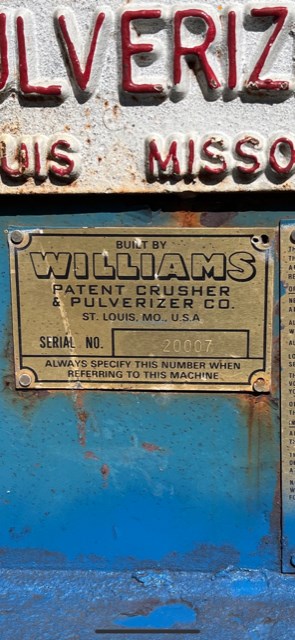 ULVERIZ
UIS MISSO
BUILT BY
WILLIAMS
PATENT CRUSHER
& PULVERIZER CO.
ST. LOUIS, MO., U.S.A
SERIAL NO. 20007
ALWAYS SPECIFY THIS NUMBER WHEN
REFERRING TO THIS MACHINE